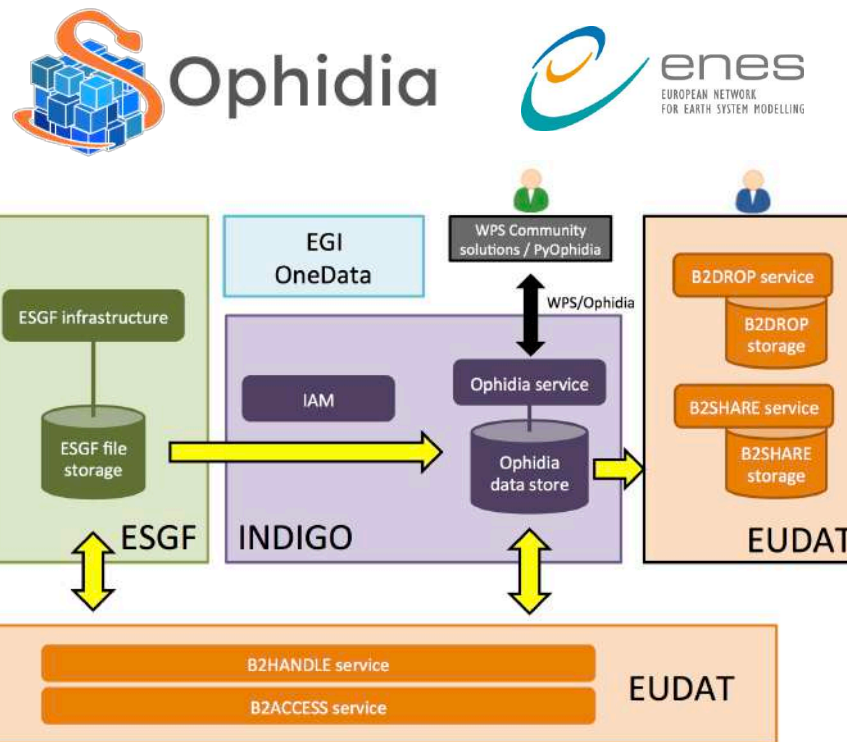 Ophidia
enes
EUROPEAN NETWORK
FOR EARTH SYSTEM MODELLING
EGI
OneData
WPS Community
solutions / PyOphidia
WPS/Ophidia
ESGF infrastructure
ESGF file
storage
ESGF
IAM
Ophidia service
Ophidia
data store
INDIGO
B2DROP service
B2DROP
storage
B2SHARE service
B2SHARE
storage
EUDAT
B2HANDLE service
B2ACCESS service
EUDAT